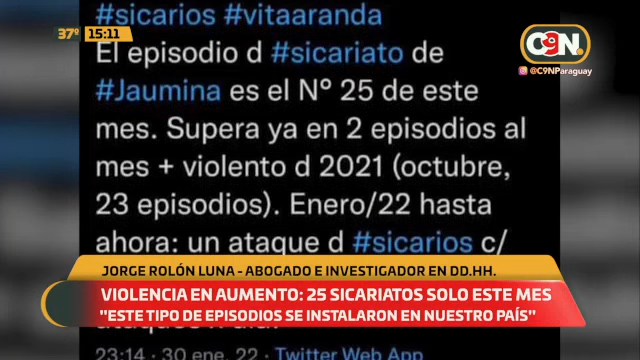 #sicarios #vitaaranda
37º 15:11
C9N
@C9NParaguay
El episodio d #sicariato de
#Jaumina es el Nº 25 de este
mes. Supera ya en 2 episodios al
mes + violento d 2021 (octubre,
23 episodios). Enero/22 hasta
ahora: un ataque d #sicarios c/
JORGE ROLÓN LUNA - ABOGADO E INVESTIGADOR EN DD.HH.
VIOLENCIA EN AUMENTO: 25 SICARIATOS SOLO ESTE MES
"ESTE TIPO DE EPISODIOS SE INSTALARON EN NUESTRO PAÍS"
23:14 · 30 ene. 22 · Twitter Web App